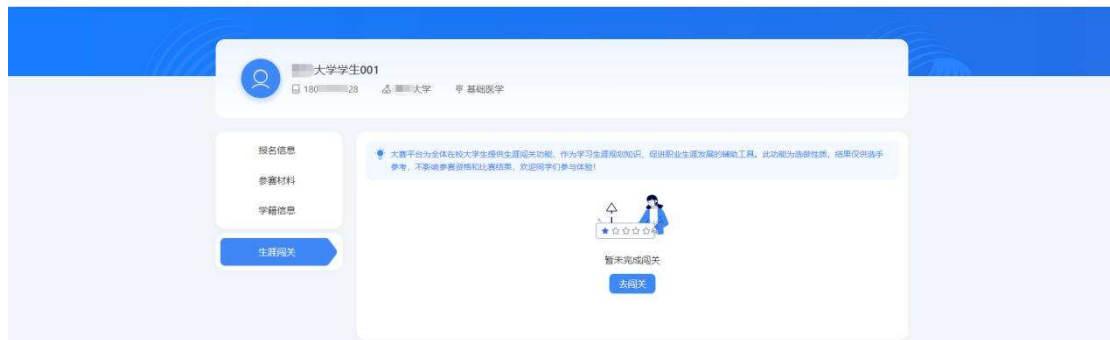 大学学生001
180 28 大学 基础医学
报名信息
参赛材料
学籍信息
生涯闯关
大赛平台为全体在校大学生提供生涯闯关功能，作为学习生涯规划知识、促进职业生涯发展的辅助工具。此功能为选做性质，结果仅供选手
参考，不影响参赛资格和比赛结果，欢迎同学们参与体验！
暂未完成闯关
去闯关